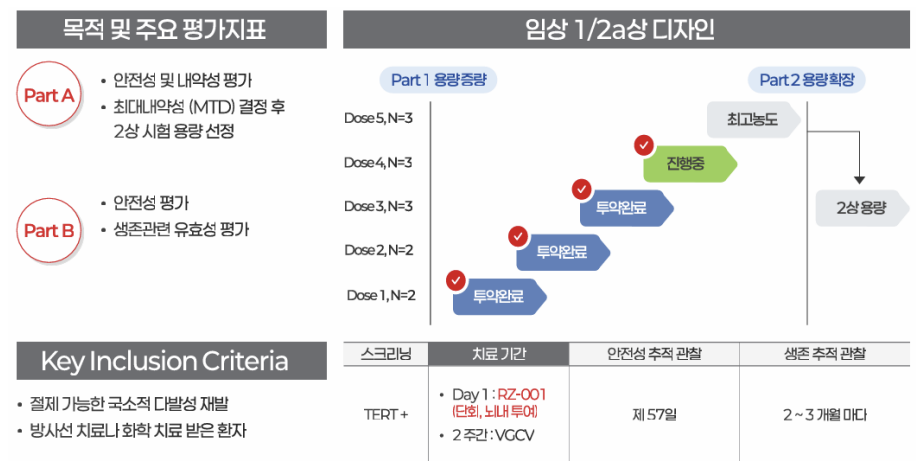 목적 및 주요 평가지표
Part A
• 안전성 및 내약성 평가
• 최대내약성 (MTD) 결정 후
2상 시험 용량 선정
Part B
• 안전성 평가
• 생존관련 유효성 평가
Key Inclusion Criteria
• 절제 가능한 국소적 다발성 재발
• 방사선 치료나 화학 치료 받은 환자
임상 1/2a상 디자인
Part 1 용량 증량
Part 2 용량 확장
Dose 5, N=3
최고농도
Dose 4, N=3
진행중
Dose 3, N=3
투약완료
2상 용량
Dose 2, N=2
투약완료
Dose 1, N=2
투약완료
스크리닝
치료 기간
안전성 추적 관찰
생존 추적 관찰
TERT +
• Day 1 : RZ-001
(단회, 뇌내 투여)
• 2 주간 : VGCV
제 57일
2 ~ 3 개월 마다